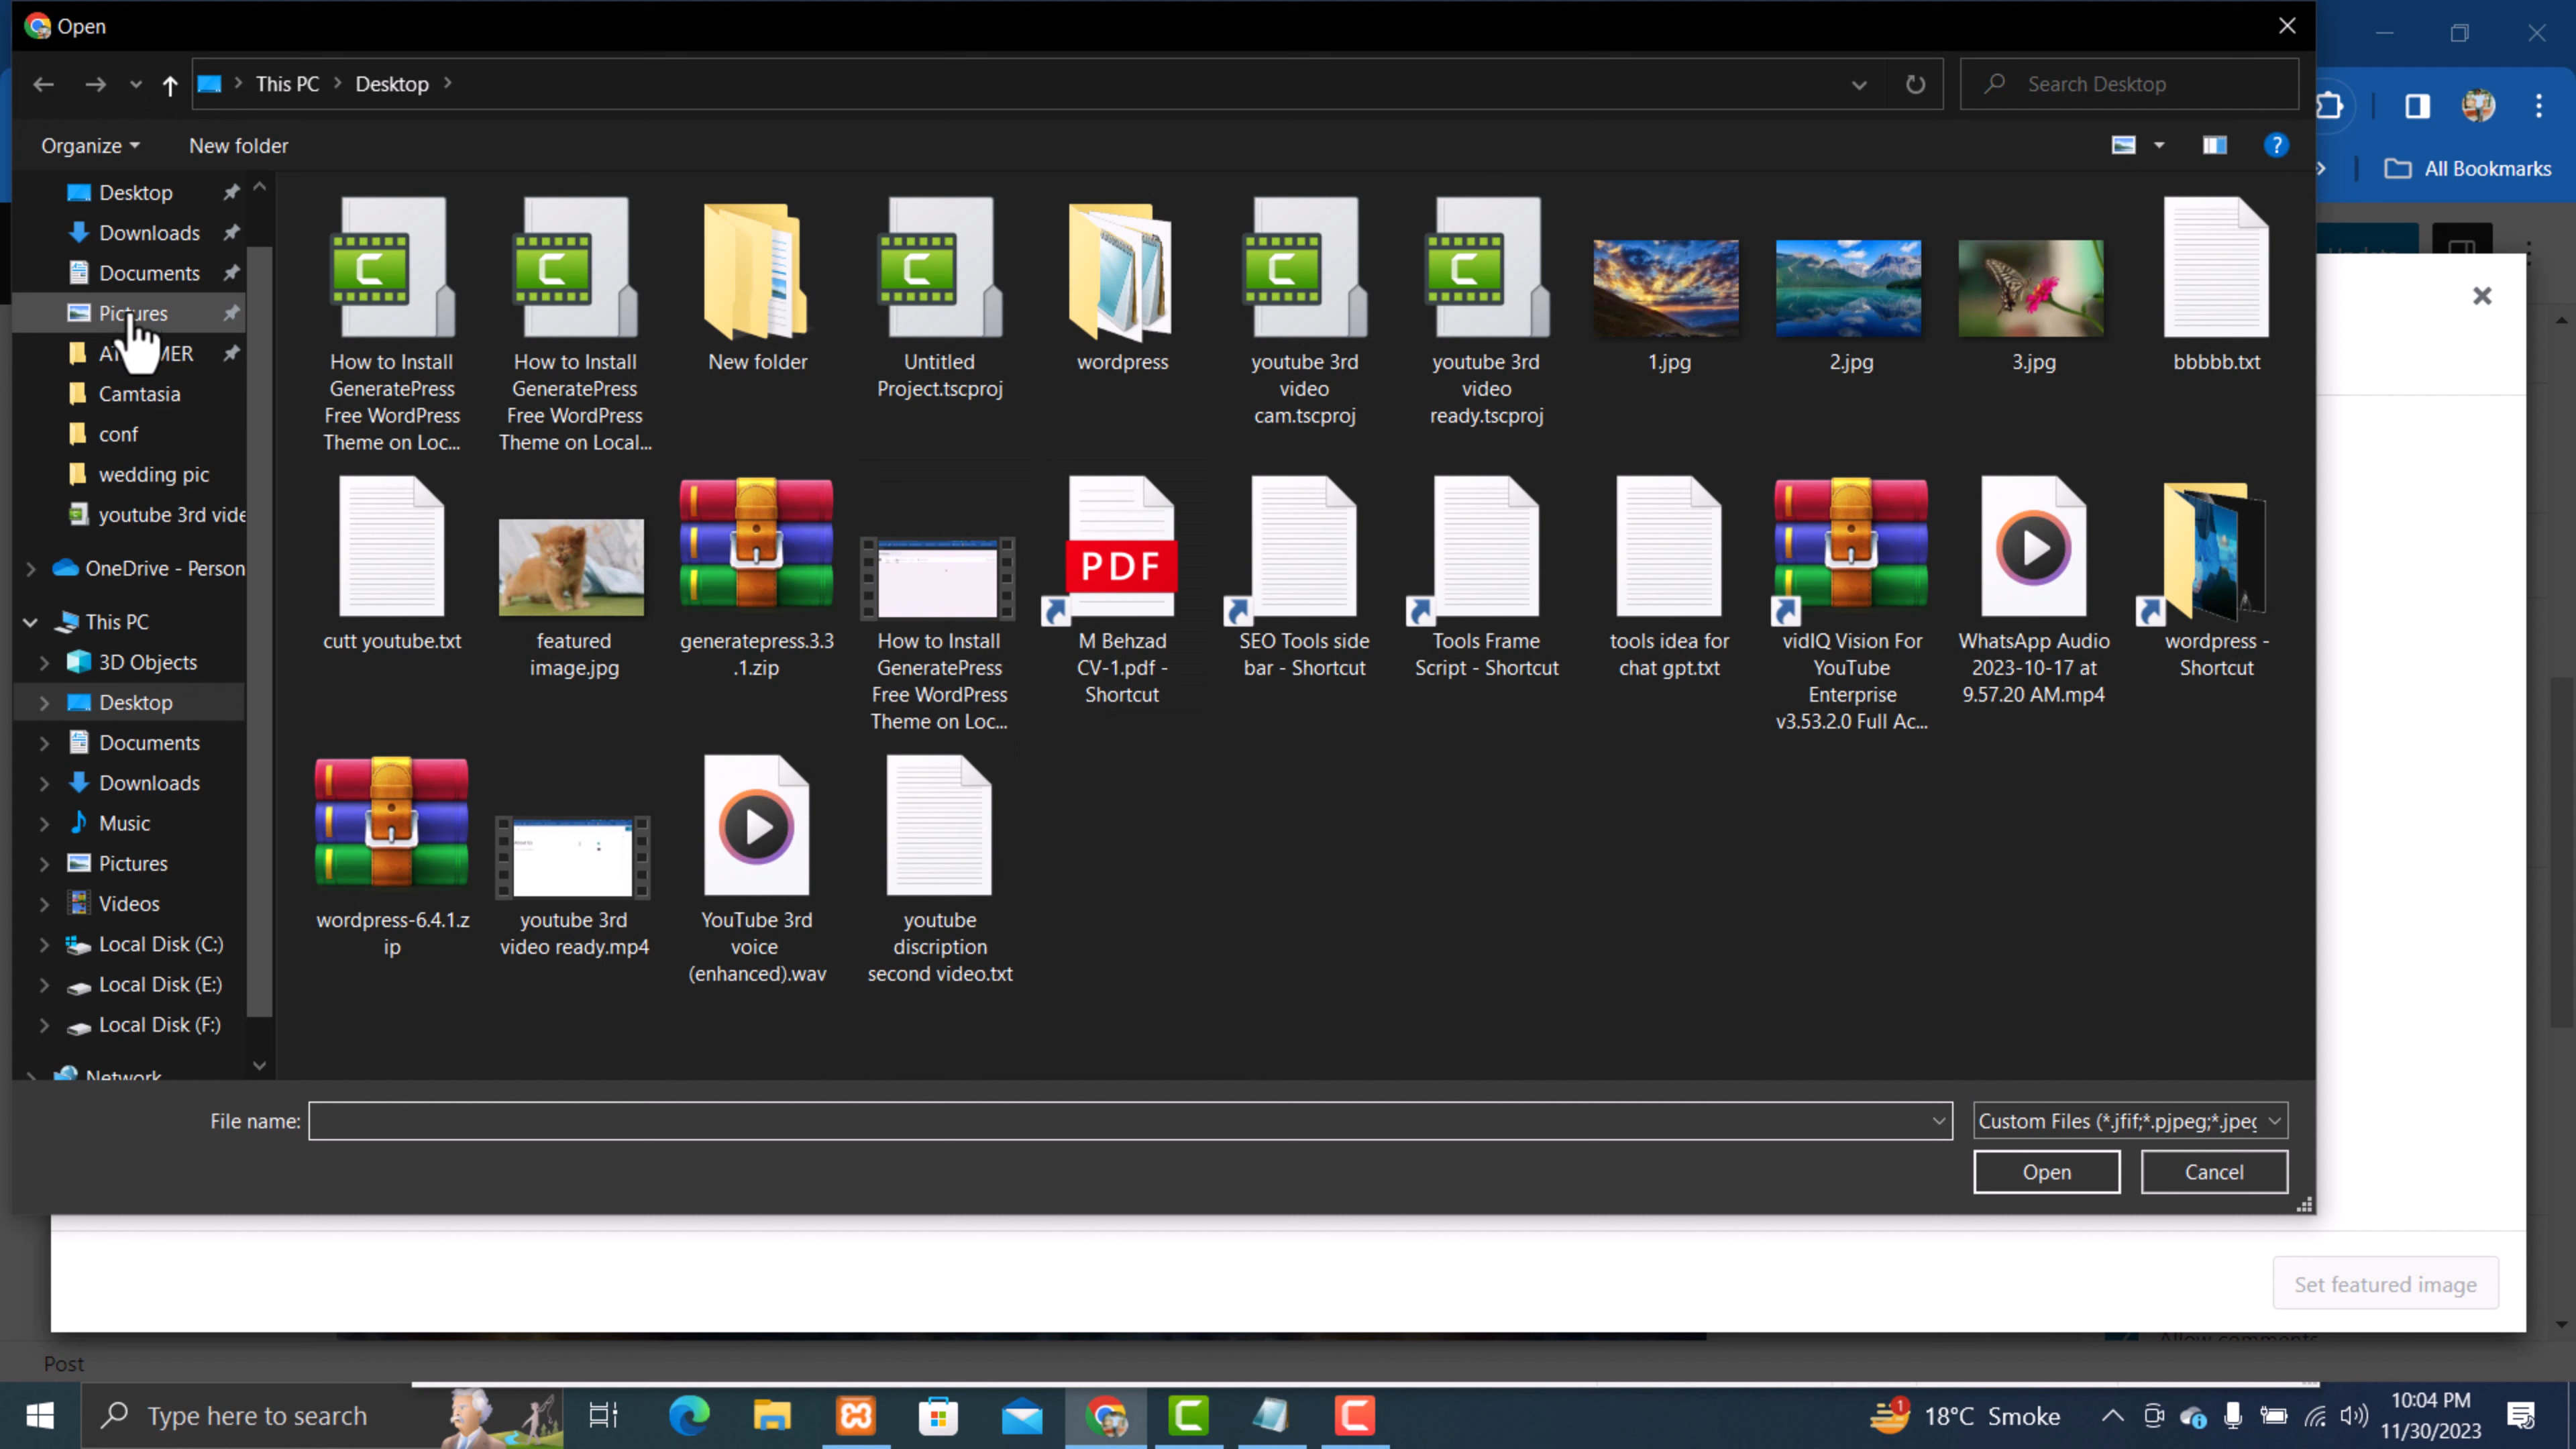 Open
This PC
Desktop
Search Desktop
Organize
New folder
All Bookmarks
Desktop
Downloads
Documents
Pictures
Camtasia
conf
wedding pic
youtube 3rd vide
OneDrive - Person
This PC
3D Objects
Desktop
Documents
Downloads
Music
Pictures
Videos
Local Disk (C:)
Local Disk (E:)
Local Disk (F:)
Network
How to Install
GeneratePress
Free WordPress
Theme on Loc...
How to Install
GeneratePress
Free WordPress
Theme on Local...
New folder
Untitled
Project.tscproj
wordpress
youtube 3rd
video
cam.tscproj
youtube 3rd
video
ready.tscproj
1.jpg
2.jpg
3.jpg
bbbbb.txt
cutt youtube.txt
featured
image.jpg
generatepress.3.3
.1.zip
How to Install
GeneratePress
Free WordPress
Theme on Loc...
PDF
M Behzad
CV-1.pdf -
Shortcut
SEO Tools side
bar - Shortcut
Tools Frame
Script - Shortcut
tools idea for
chat gpt.txt
vidIQ Vision For
YouTube
Enterprise
v3.53.2.0 Full Ac...
WhatsApp Audio
2023-10-17 at
9.57.20 AM.mp4
wordpress -
Shortcut
wordpress-6.4.1.z
ip
youtube 3rd
video ready.mp4
YouTube 3rd
voice
(enhanced).wav
youtube
discription
second video.txt
File name:
Custom Files (*.jfif;*.pjpeg;*.jpeg
Open
Cancel
Set featured image
Allow comments
Post
Type here to search
1
18°C Smoke
10:04 PM
11/30/2023